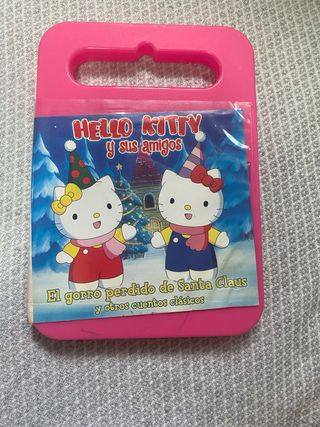 HELLO KITTY
y sus amigos
El gorro perdido de Santa Claus
y otros cuentos clásicos